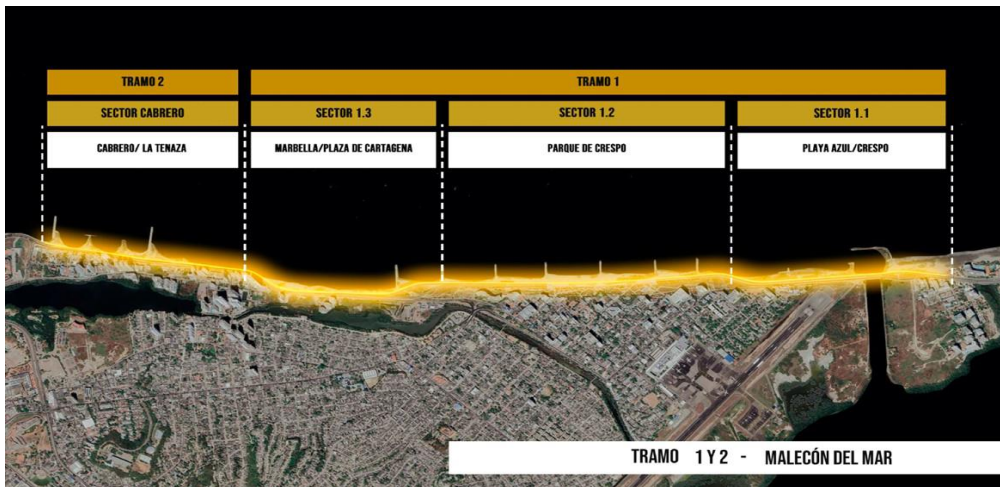 TRAMO 2
TRAMO 1
SECTOR CABRERO
SECTOR 1.3
SECTOR 1.2
SECTOR 1.1
CABRERO/ LA TENAZA
MARBELLA/PLAZA DE CARTAGENA
PARQUE DE CRESPO
PLAYA AZUL/CRESPO
TRAMO 1 Y 2 - MALECÓN DEL MAR